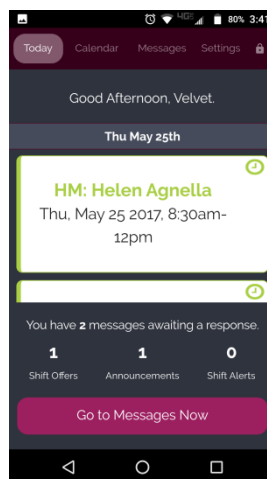 4GE 80% 3:41
Today Calendar Messages Settings
Good Afternoon, Velvet.
Thu May 25th
HM: Helen Agnella
Thu, May 25 2017, 8:30am-
12pm
You have 2 messages awaiting a response.
1 1 0
Shift Offers Announcements Shift Alerts
Go to Messages Now